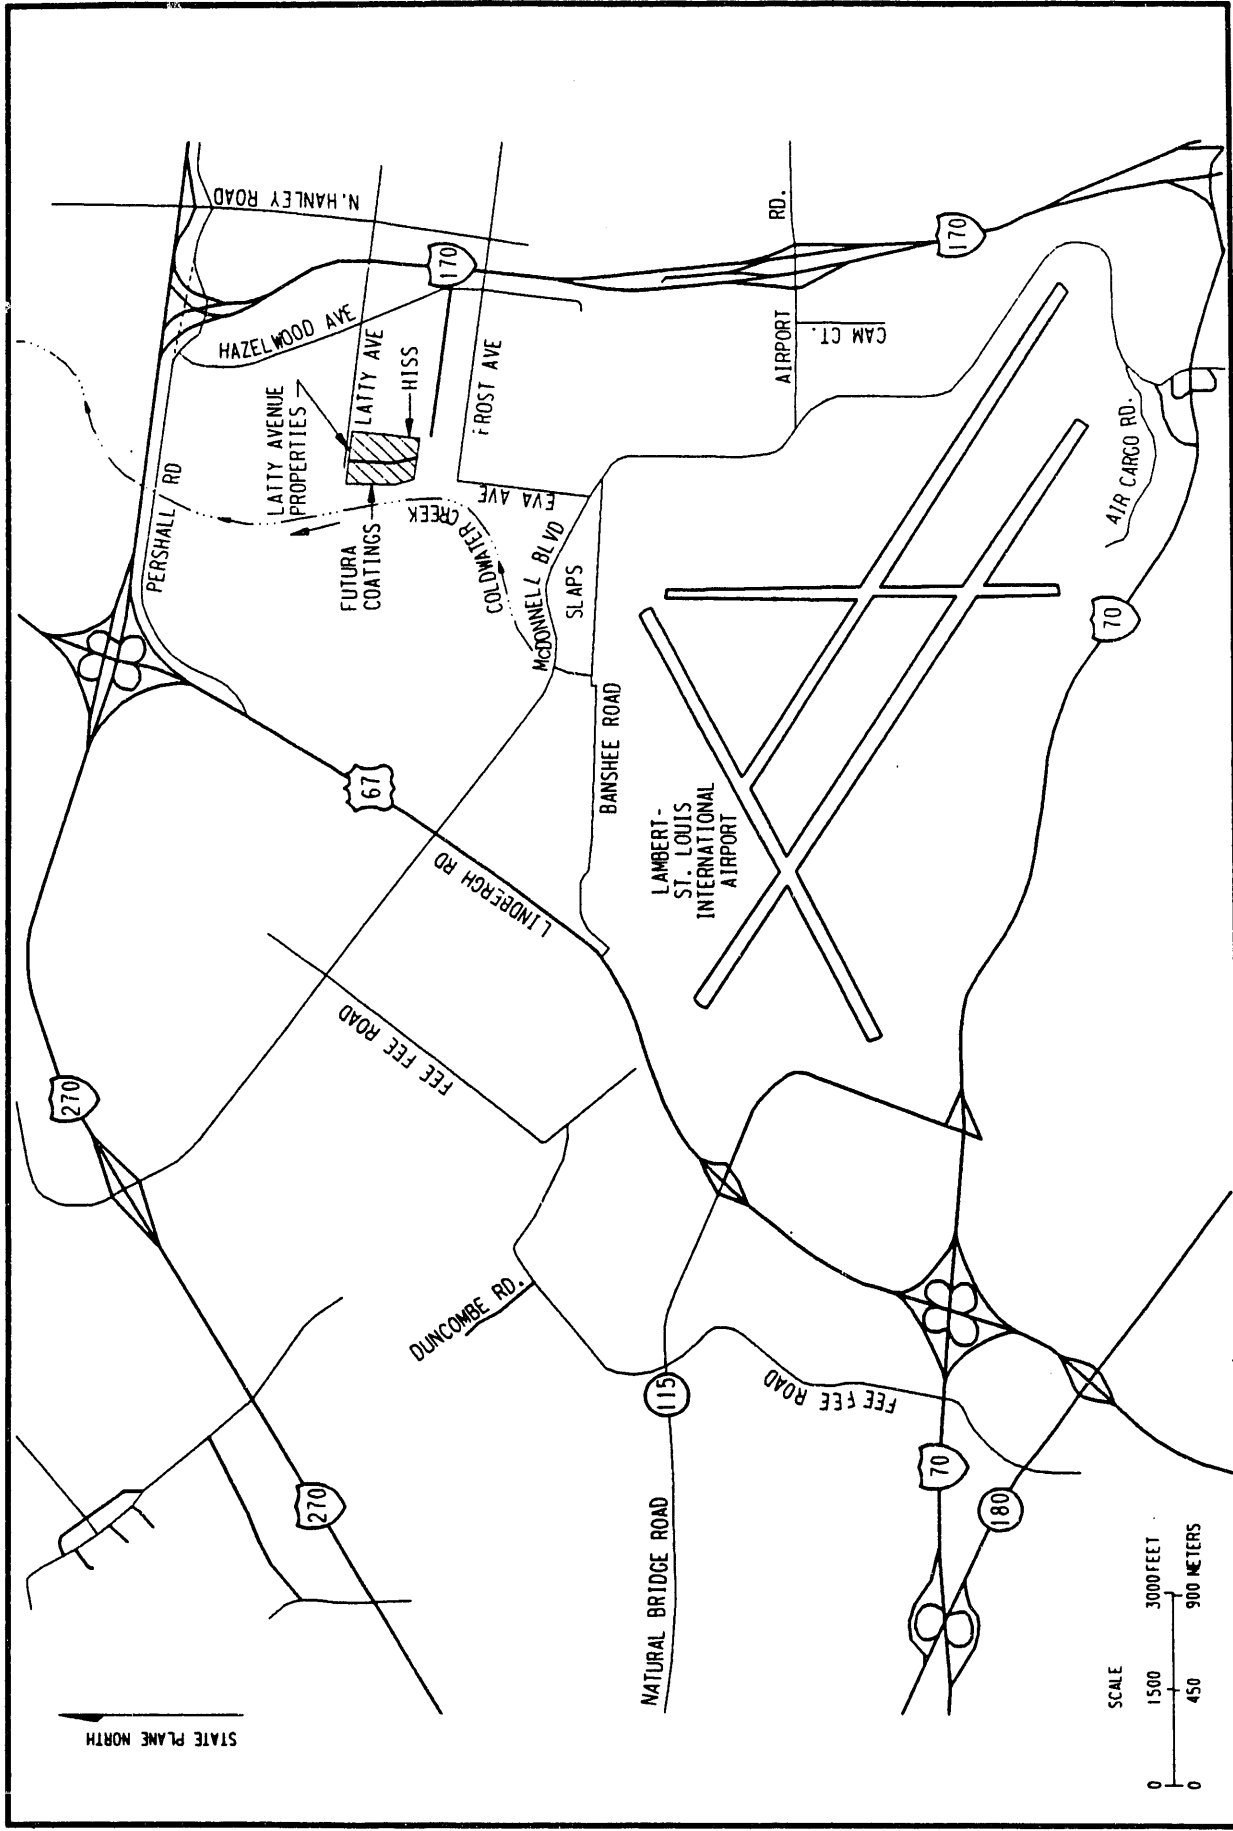 N. HANLEY ROAD
170
HAZELWOOD AVE
LATTY AVE
HISS
LATTY AVENUE
PROPERTIES
FUTURA
COATINGS
PERSHALL RD
FROST AVE
EVA AVE
COLDWATER CREEK
McDONNELL BLVD
SLAPS
AIRPORT RD.
CAM CT.
170
AIR CARGO RD.
70
BANSHEE ROAD
LAMBERT-
ST. LOUIS
INTERNATIONAL
AIRPORT
67
LINDBERGH RD
FEE FEE ROAD
270
DUNCOMBE RD.
115
FEE FEE ROAD
NATURAL BRIDGE ROAD
70
180
270
STATE PLANE NORTH
SCALE
0 1500 3000 FEET
0 450 900 METERS